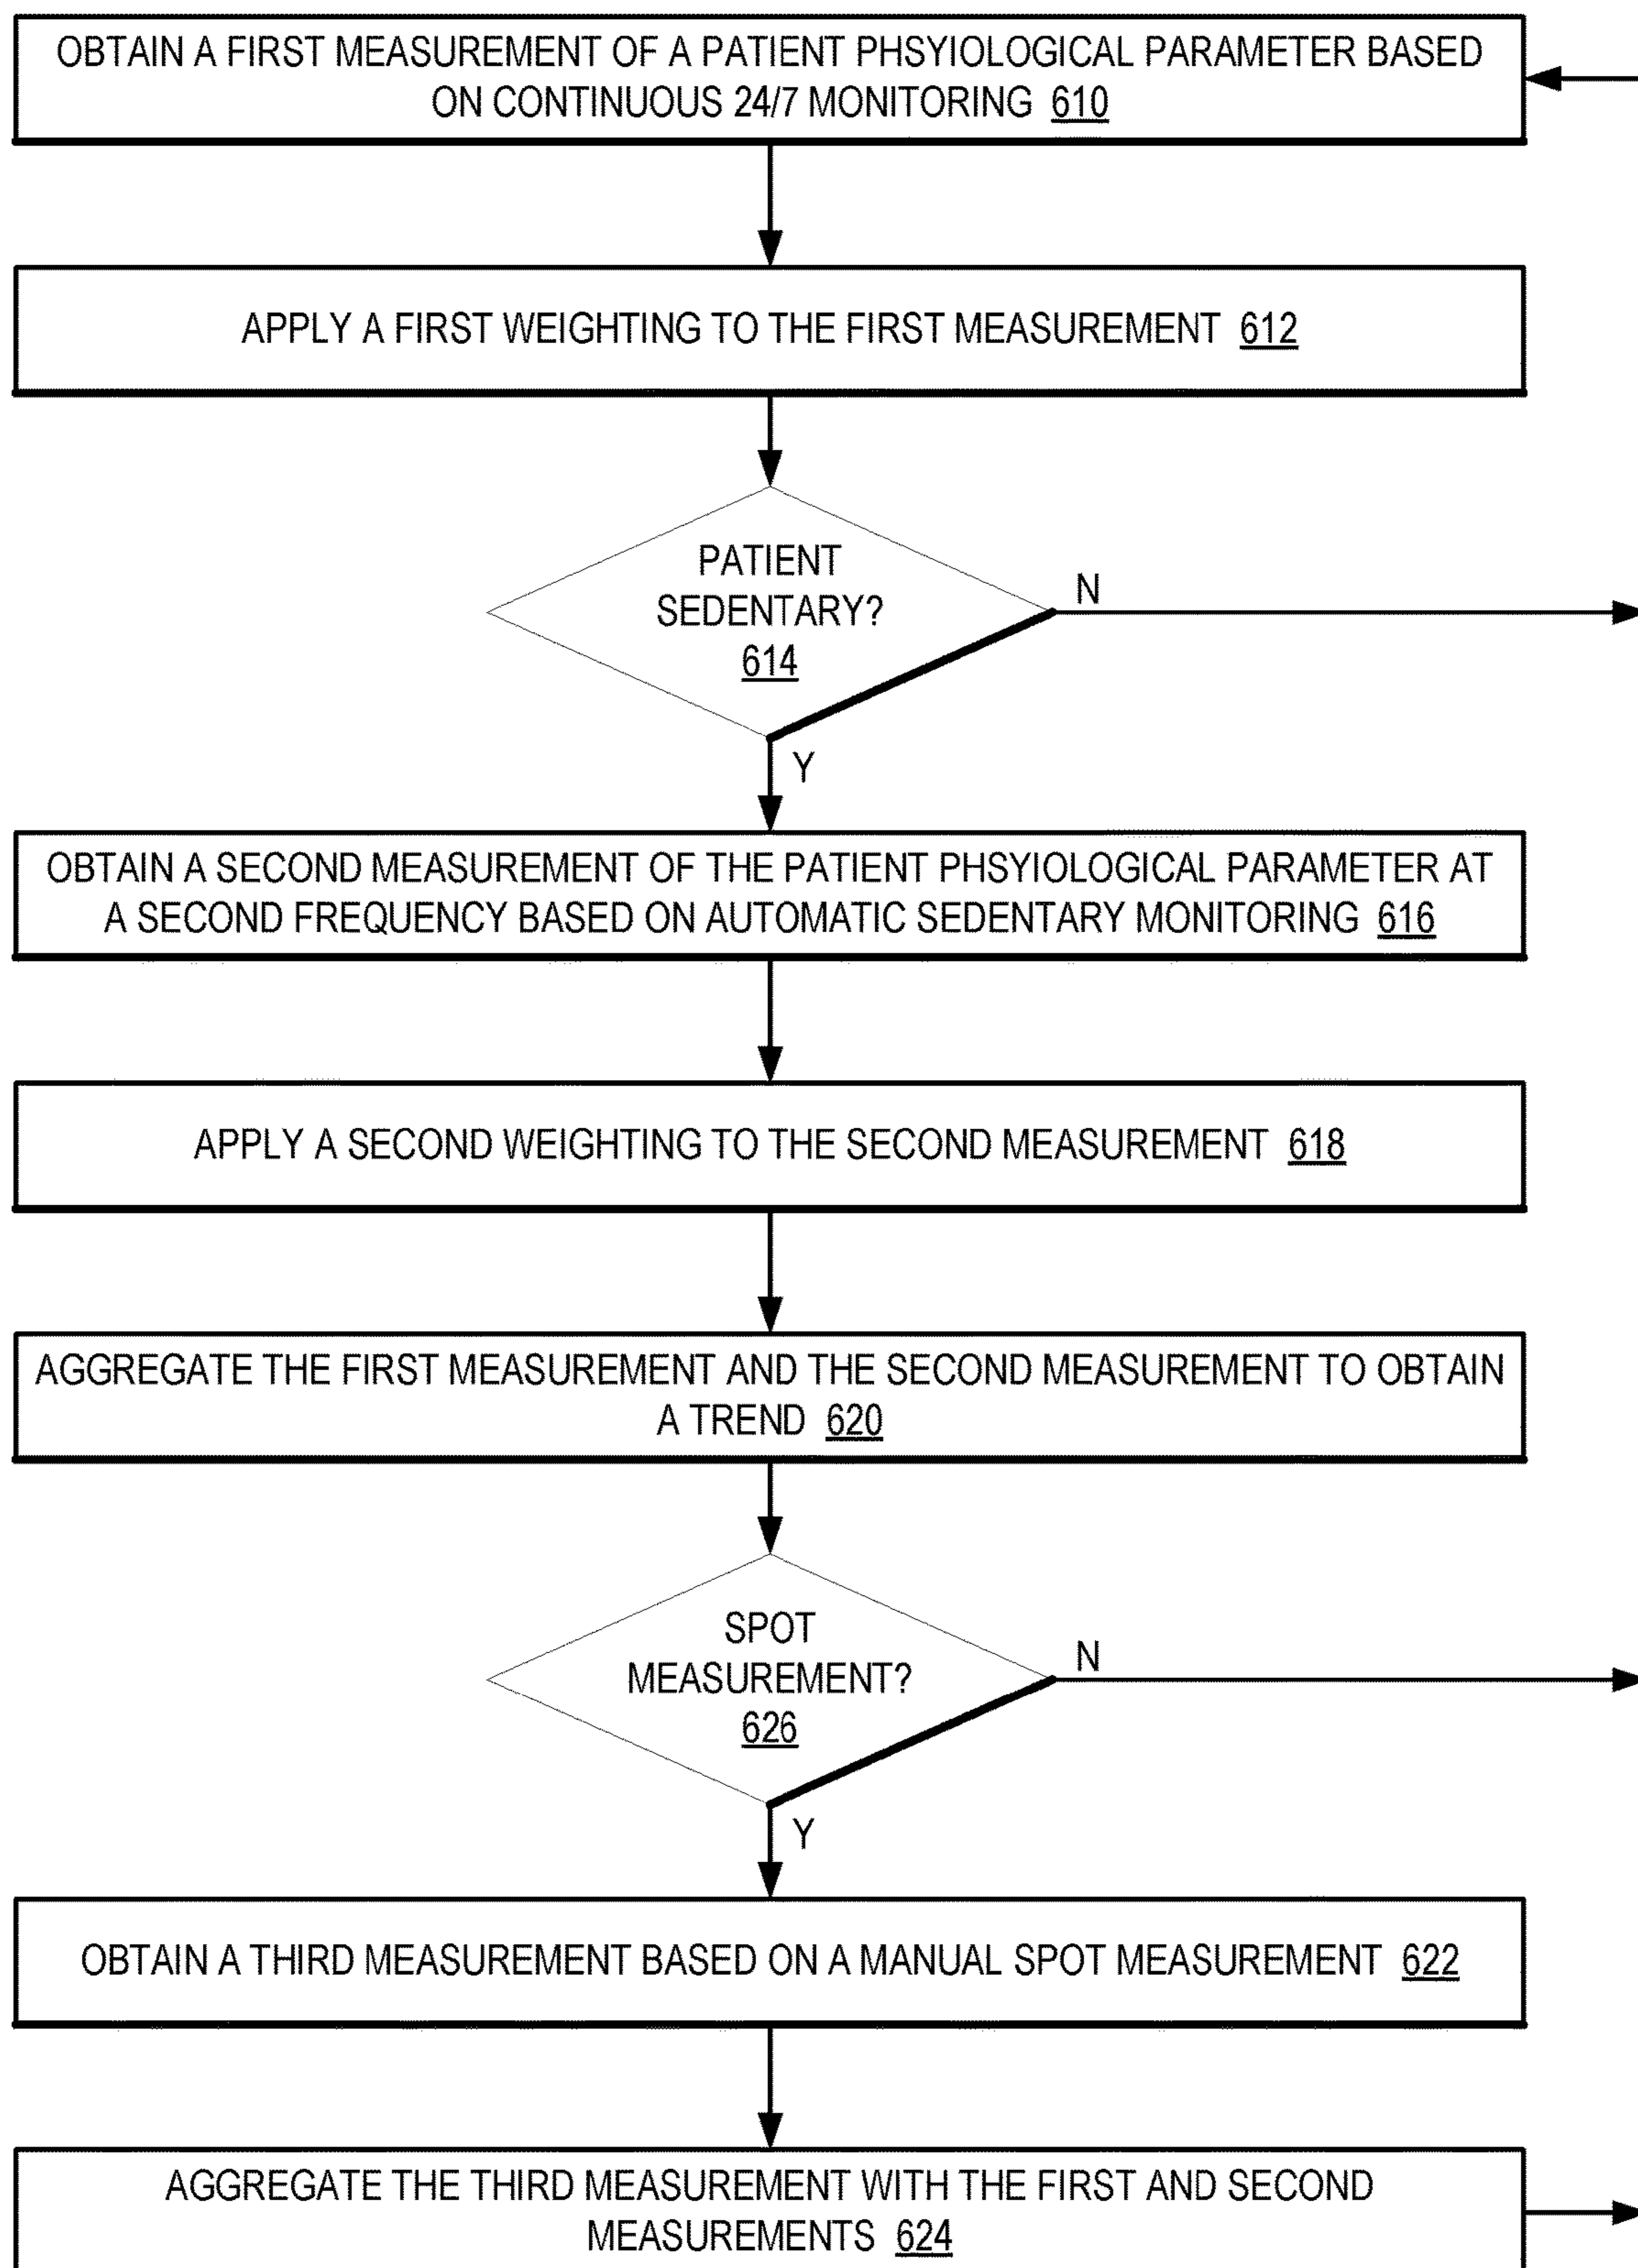 OBTAIN A FIRST MEASUREMENT OF A PATIENT PHSYIOLOGICAL PARAMETER BASED
ON CONTINUOUS 24/7 MONITORING 610
APPLY A FIRST WEIGHTING TO THE FIRST MEASUREMENT 612
PATIENT
SEDENTARY?
614
N
Y
OBTAIN A SECOND MEASUREMENT OF THE PATIENT PHSYIOLOGICAL PARAMETER AT
A SECOND FREQUENCY BASED ON AUTOMATIC SEDENTARY MONITORING 616
APPLY A SECOND WEIGHTING TO THE SECOND MEASUREMENT 618
AGGREGATE THE FIRST MEASUREMENT AND THE SECOND MEASUREMENT TO OBTAIN
A TREND 620
SPOT
MEASUREMENT?
626
N
Y
OBTAIN A THIRD MEASUREMENT BASED ON A MANUAL SPOT MEASUREMENT 622
AGGREGATE THE THIRD MEASUREMENT WITH THE FIRST AND SECOND
MEASUREMENTS 624